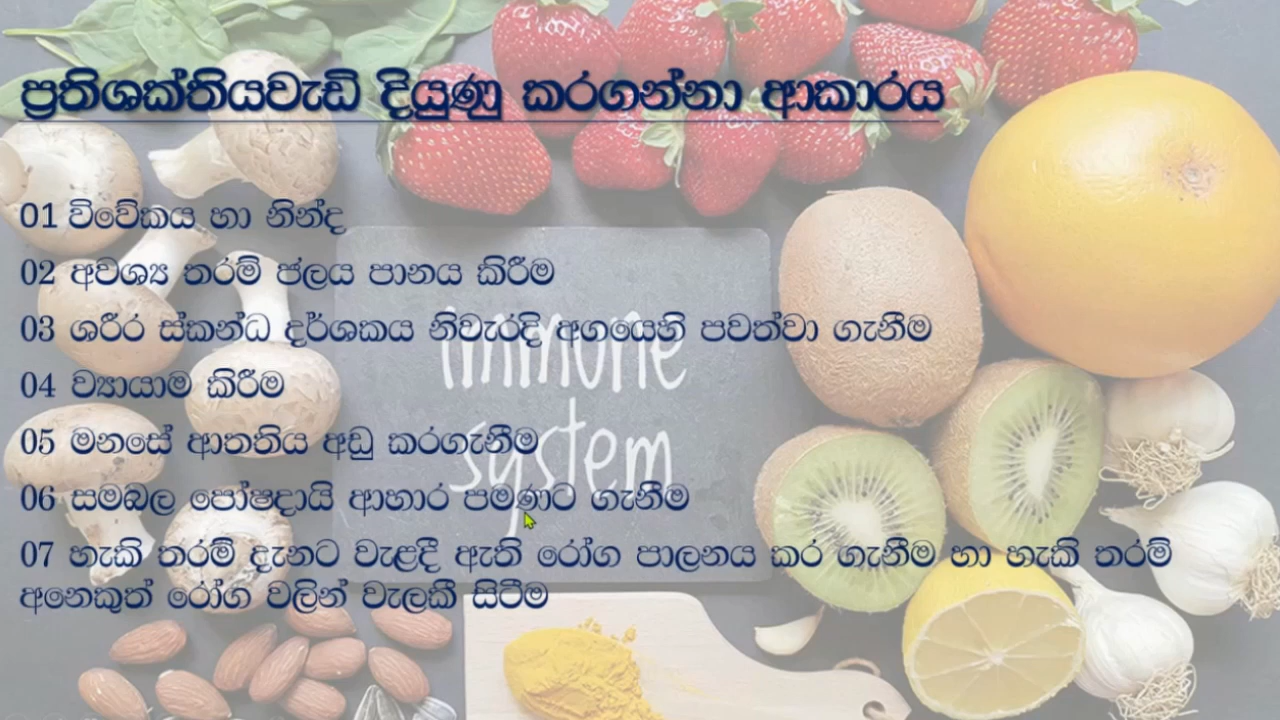 ප්‍රතිශක්තියවැඩි දියුණු කරගන්නා ආකාරය
01 විවේකය හා නින්ද
02 අවශ්‍ය තරම් ජලය පානය කිරීම
03 ශරීර ස්කන්ධ දර්ශකය නිවැරදි අගයෙහි පවත්වා ගැනීම
immune
04 ව්‍යායාම කිරීම
05 මනසේ ආතතිය අඩු කරගැනීම
system
06 සමබල පෝෂදායි ආහාර පමණට ගැනීම
07 හැකි තරම් දැනට වැළදී ඇති රෝග පාලනය කර ගැනීම හා හැකි තරම්
අනෙකුත් රෝග වලින් වැලකී සිටීම